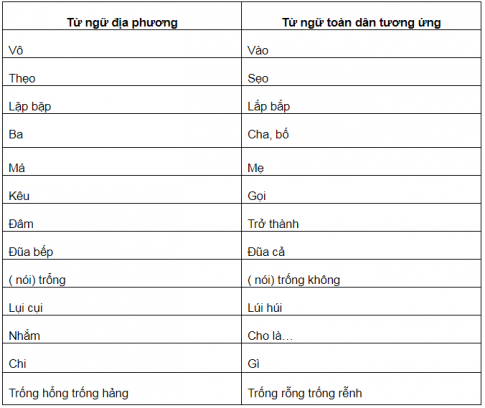 Từ ngữ địa phương Từ ngữ toàn dân tương ứng
Vô Vào
Thẹo Sẹo
Lặp bặp Lắp bắp
Ba Cha, bố
Má Mẹ
Kêu Gọi
Đâm Trở thành
Đũa bếp Đũa cả
( nói) trổng ( nói) trống không
Lụi cụi Lúi húi
Nhắm Cho là…
Chi Gì
Trống hổng trống hảng Trống rỗng trống rễnh